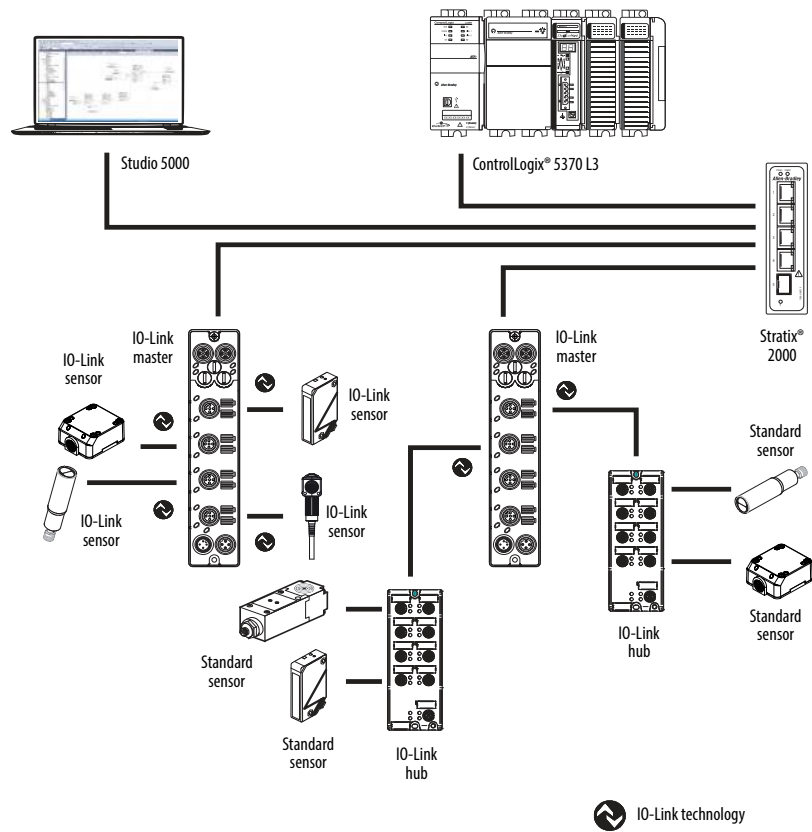 Studio 5000
ControlLogix® 5370 L3
Allen-Bradley
Stratix®
2000
IO-Link
master
IO-Link
sensor
IO-Link
sensor
IO-Link
master
Standard
sensor
IO-Link
sensor
IO-Link
sensor
Standard
sensor
IO-Link
hub
Standard
sensor
Standard
sensor
IO-Link
hub
IO-Link technology